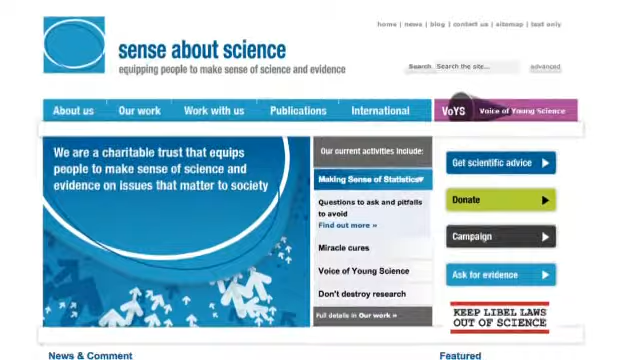 home | news | blog | contact us | sitemap | text only
sense about science
equipping people to make sense of science and evidence
Search Search the site... advanced
About us Our work Work with us Publications International VoYS Voice of Young Science
We are a charitable trust that equips
people to make sense of science and
evidence on issues that matter to society
Our current activities include:
Making Sense of Statistics
Questions to ask and pitfalls
to avoid
Find out more »
Miracle cures
Voice of Young Science
Don't destroy research
Full details in Our work »
Get scientific advice
Donate
Campaign
Ask for evidence
KEEP LIBEL LAWS
OUT OF SCIENCE
News & Comment
Featured